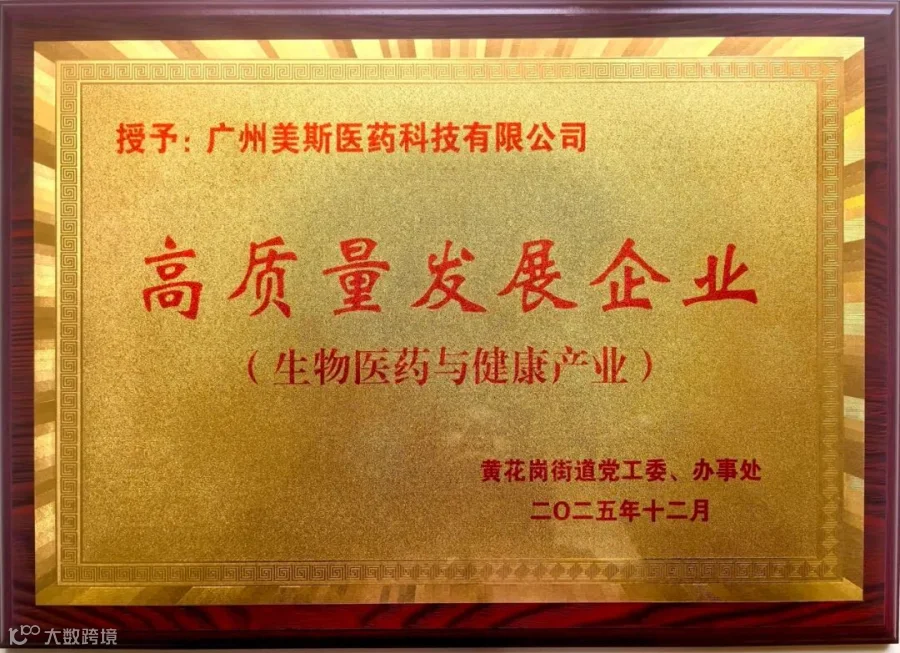 授予：广州美斯医药科技有限公司
高质量发展企业
（生物医药与健康产业）
黄花岗街道党工委、办事处
二〇二五年十二月
大数跨境